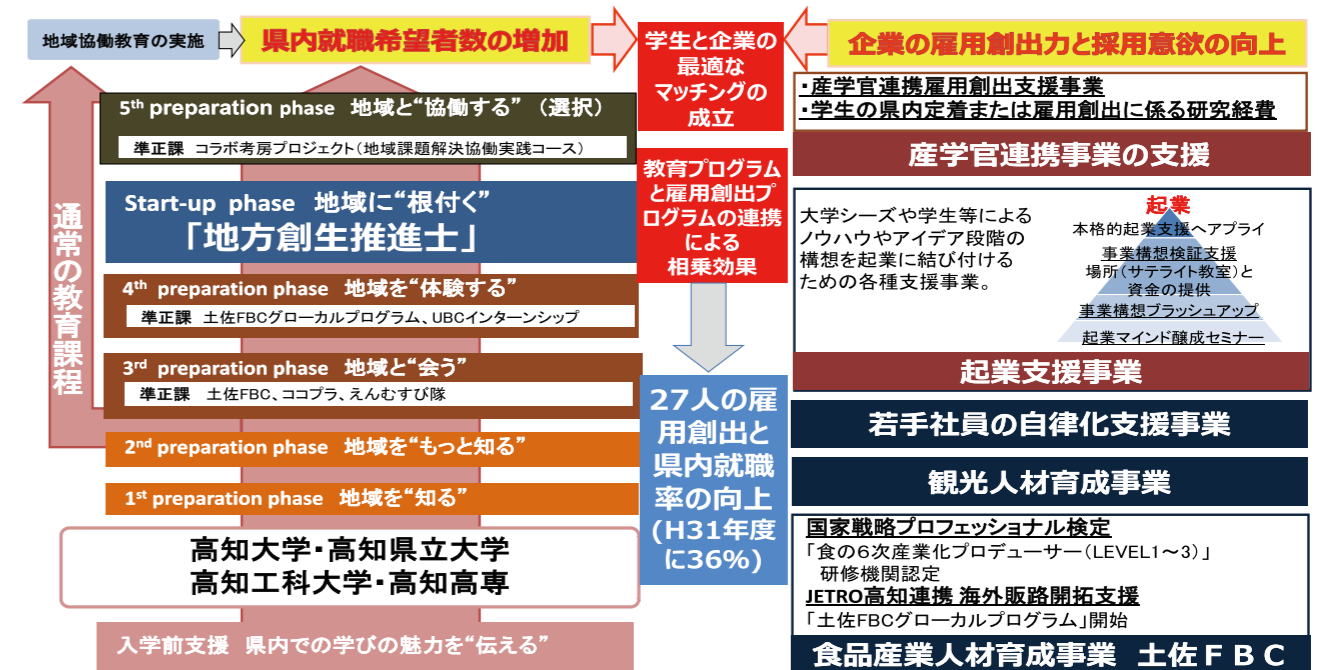 地域協働教育の実施
県内就職希望者数の増加
学生と企業の
最適な
マッチングの
成立
企業の雇用創出力と採用意欲の向上
通常の教育課程
5th preparation phase 地域と“協働する” （選択）
準正課 コラボ考房プロジェクト（地域課題解決協働実践コース）
Start-up phase 地域に“根付く”
「地方創生推進士」
4th preparation phase 地域を“体験する”
準正課 土佐FBCグローカルプログラム、UBCインターンシップ
3rd preparation phase 地域と“会う”
準正課 土佐FBC、ココプラ、えんむすび隊
2nd preparation phase 地域を“もっと知る”
1st preparation phase 地域を“知る”
高知大学・高知県立大学
高知工科大学・高知高専
入学前支援 県内での学びの魅力を“伝える”
教育プログラム
と雇用創出プ
ログラムの連携
による
相乗効果
27人の雇
用創出と
県内就職
率の向上
(H31年度
に36%)
・産学官連携雇用創出支援事業
・学生の県内定着または雇用創出に係る研究経費
産学官連携事業の支援
大学シーズや学生等による
ノウハウやアイデア段階の
構想を起業に結び付ける
ための各種支援事業。
起業
本格的起業支援へアプライ
事業構想検証支援
場所（サテライト教室）と
資金の提供
事業構想ブラッシュアップ
起業マインド醸成セミナー
起業支援事業
若手社員の自律化支援事業
観光人材育成事業
国家戦略プロフェッショナル検定
「食の６次産業化プロデューサー（LEVEL1～3）」
研修機関認定
JETRO高知連携 海外販路開拓支援
「土佐FBCグローカルプログラム」開始
食品産業人材育成事業 土佐ＦＢＣ